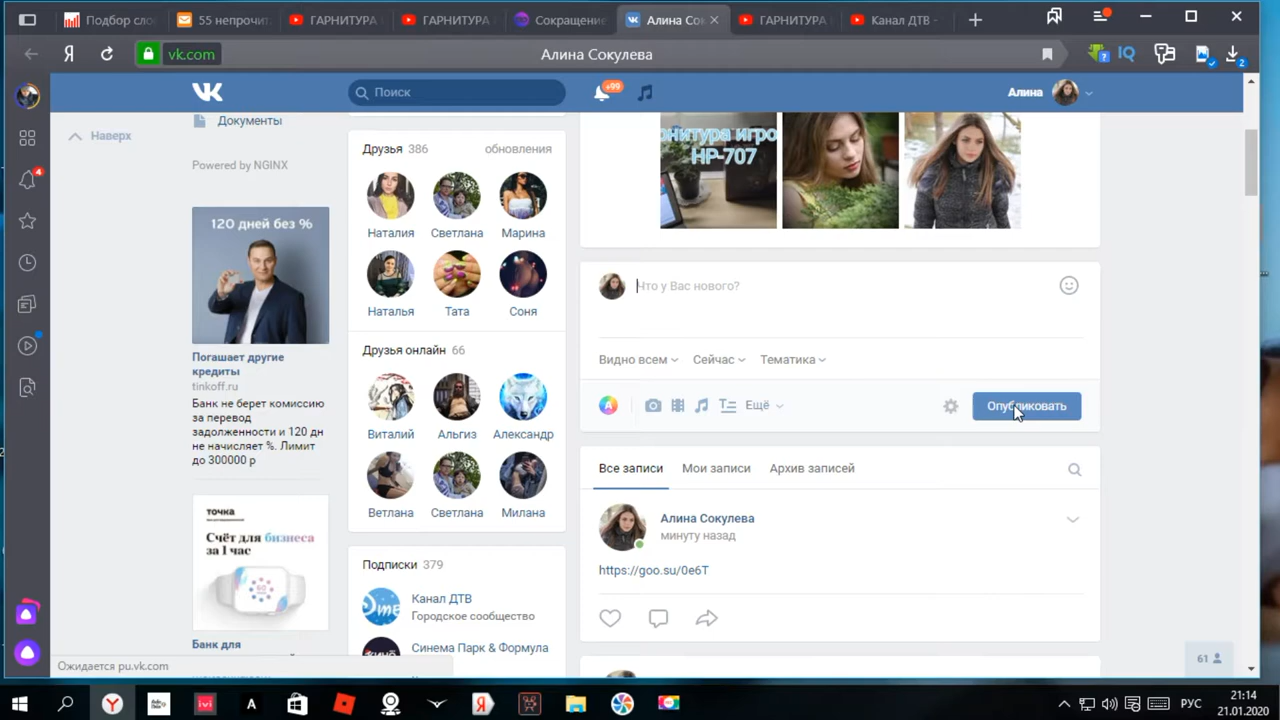 Подбор сло
55 непрочит
ГАРНИТУРА
ГАРНИТУРА
Сокращение
Алина Сок
ГАРНИТУРА
Канал ДТВ -
Я
vk.com
Алина Сокулева
IQ
2
Поиск
+99
Алина
Наверх
Документы
Powered by NGINX
4
120 дней без %
Погашает другие
кредиты
tinkoff.ru
Банк не берет комиссию
за перевод
задолженности и 120 дн
не начисляет %. Лимит
до 300000 р
точка
Счёт для бизнеса
за 1 час
Банк для
Ожидается pu.vk.com
Друзья 386
обновления
Наталия
Светлана
Марина
Наталья
Тата
Соня
Друзья онлайн 66
Виталий
Альгиз
Александр
Ветлана
Светлана
Милана
Подписки 379
Канал ДТВ
Городское сообщество
Синема Парк & Формула
рнитура игро
HP-707
Что у Вас нового?
Видно всем
Сейчас
Тематика
Ещё
Опубликовать
Все записи
Мои записи
Архив записей
Алина Сокулева
минуту назад
https://goo.su/0e6T
61
РУС
21:14
21.01.2020